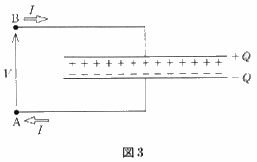 B I
+Q
+ + + + + + + + + + + +
V
− − − − − − − − − − − −
−Q
A I
図3